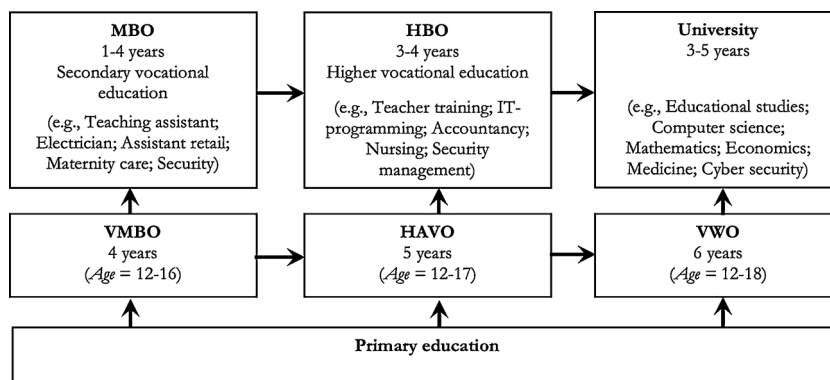 MBO
1-4 years
Secondary vocational
education
(e.g., Teaching assistant;
Electrician; Assistant retail;
Maternity care; Security)
HBO
3-4 years
Higher vocational education
(e.g., Teacher training; IT-
programming; Accountancy;
Nursing; Security
management)
University
3-5 years
(e.g., Educational studies;
Computer science;
Mathematics; Economics;
Medicine; Cyber security)
VMBO
4 years
(Age = 12-16)
HAVO
5 years
(Age = 12-17)
VWO
6 years
(Age = 12-18)
Primary education